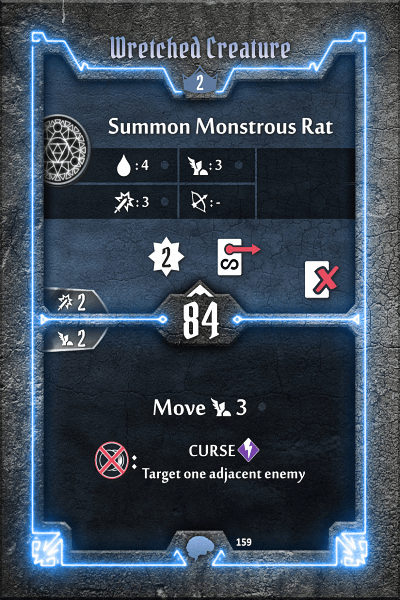 Wretched Creature
2
Summon Monstrous Rat
: 4 : 3
: 3 : -
2 S
2
84
2
Move 3
: CURSE
Target one adjacent enemy
159